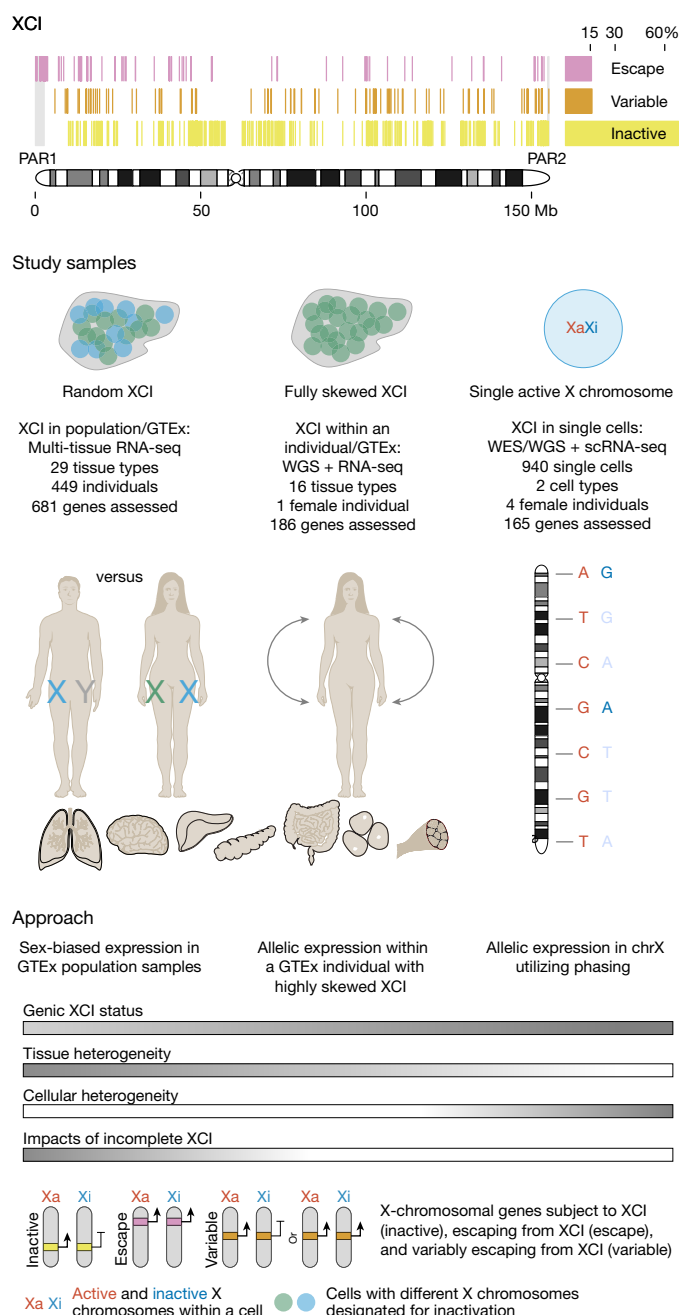 XCI
15 30 60%
Escape
Variable
Inactive
PAR1
PAR2
0
50
100
150 Mb
Study samples
XaXi
Random XCI
Fully skewed XCI
Single active X chromosome
XCI in population/GTEx:
Multi-tissue RNA-seq
29 tissue types
449 individuals
681 genes assessed
XCI within an
individual/GTEx:
WGS + RNA-seq
16 tissue types
1 female individual
186 genes assessed
XCI in single cells:
WES/WGS + scRNA-seq
940 single cells
2 cell types
4 female individuals
165 genes assessed
versus
X Y
X X
A G
T G
C A
G A
C T
G T
T A
Approach
Sex-biased expression in
GTEx population samples
Allelic expression within
a GTEx individual with
highly skewed XCI
Allelic expression in chrX
utilizing phasing
Genic XCI status
Tissue heterogeneity
Cellular heterogeneity
Impacts of incomplete XCI
Xa Xi
Inactive
Xa Xi
Escape
Xa Xi
Variable
Or
Xa Xi
X-chromosomal genes subject to XCI
(inactive), escaping from XCI (escape),
and variably escaping from XCI (variable)
Xa Xi
Active and inactive X
chromosomes within a cell
Cells with different X chromosomes
designated for inactivation